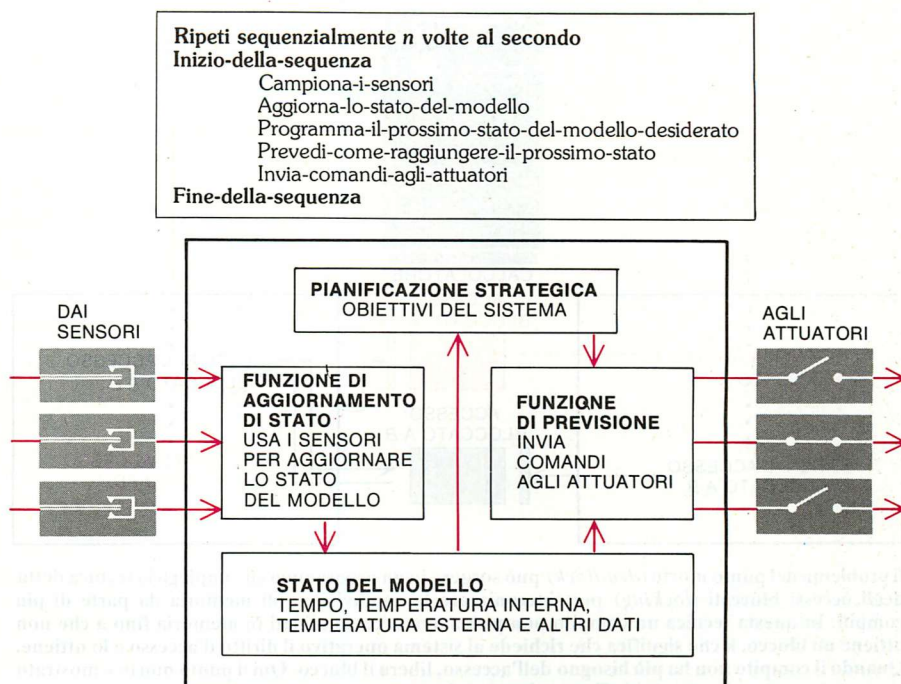 Ripeti sequenzialmente n volte al secondo
Inizio-della-sequenza
Campiona-i-sensori
Aggiorna-lo-stato-del-modello
Programma-il-prossimo-stato-del-modello-desiderato
Prevedi-come-raggiungere-il-prossimo-stato
Invia-comandi-agli-attuatori
Fine-della-sequenza
PIANIFICAZIONE STRATEGICA
OBIETTIVI DEL SISTEMA
DAI
SENSORI
AGLI
ATTUATORI
FUNZIONE DI
AGGIORNAMENTO
DI STATO
USA I SENSORI
PER AGGIORNARE
LO STATO
DEL MODELLO
FUNZIONE
DI PREVISIONE
INVIA
COMANDI
AGLI ATTUATORI
STATO DEL MODELLO
TEMPO, TEMPERATURA INTERNA,
TEMPERATURA ESTERNA E ALTRI DATI